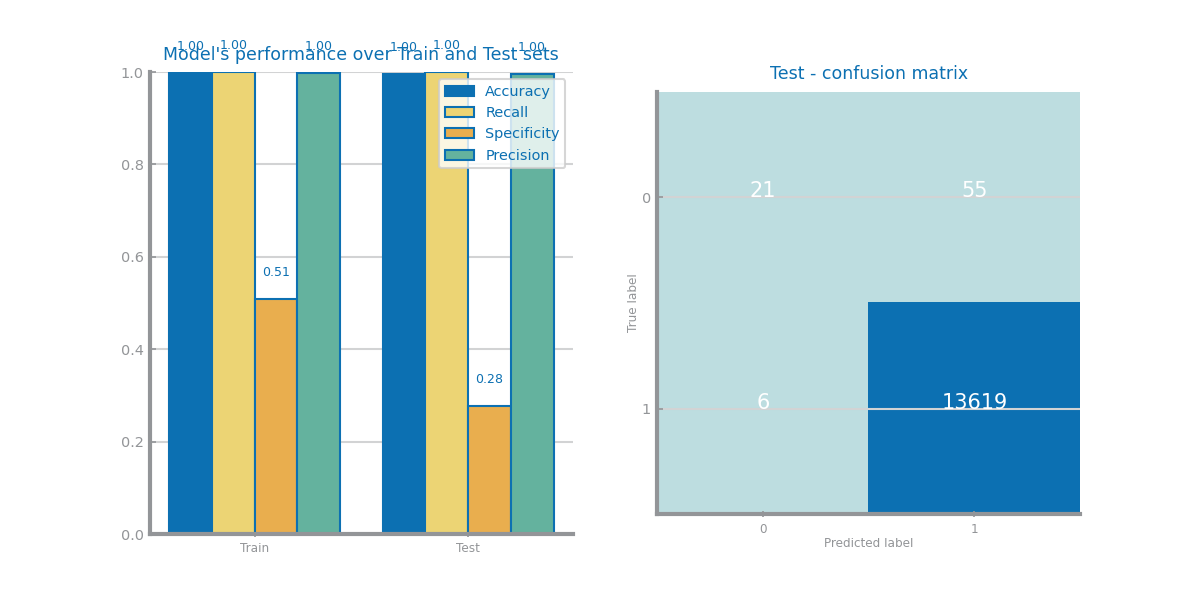 Model's performance over Train and Test sets
1.00 1.00 1.00 1.00 1.00 1.00
1.0
0.8
0.6
0.4
0.2
0.0
Accuracy
Recall
Specificity
Precision
0.51
0.28
Train Test
Test - confusion matrix
True label
0
1
21 55
6 13619
0 1
Predicted label